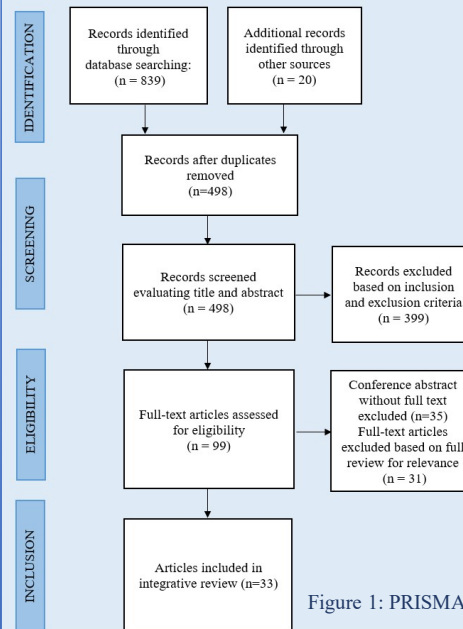 IDENTIFICATION
Records identified
through
database searching:
(n = 839)
Additional records
identified through
other sources
(n = 20)
Records after duplicates
removed
(n=498)
SCREENING
Records screened
evaluating title and abstract
(n = 498)
Records excluded
based on inclusion
and exclusion criteria
(n = 399)
ELIGIBILITY
Full-text articles assessed
for eligibility
(n = 99)
Conference abstract
without full text
excluded (n=35)
Full-text articles
excluded based on full
review for relevance
(n = 31)
INCLUSION
Articles included in
integrative review (n=33)
Figure 1: PRISMA